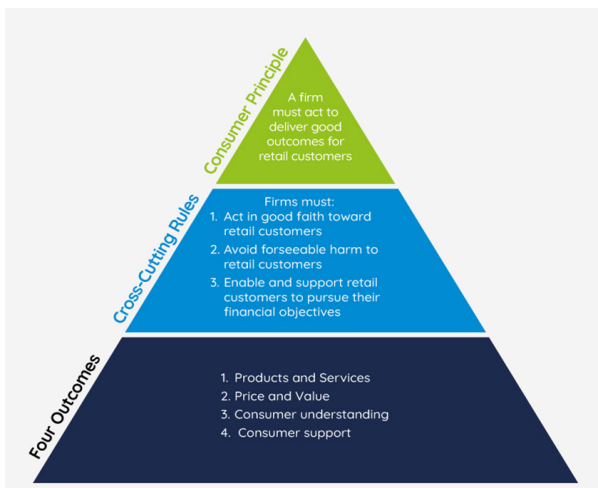 Consumer Principle
A firm
must act to
deliver good
outcomes for
retail customers
Cross-Cutting Rules
Firms must:
1. Act in good faith toward
retail customers
2. Avoid forseeable harm to
retail customers
3. Enable and support retail
customers to pursue their
financial objectives
Four Outcomes
1. Products and Services
2. Price and Value
3. Consumer understanding
4. Consumer support